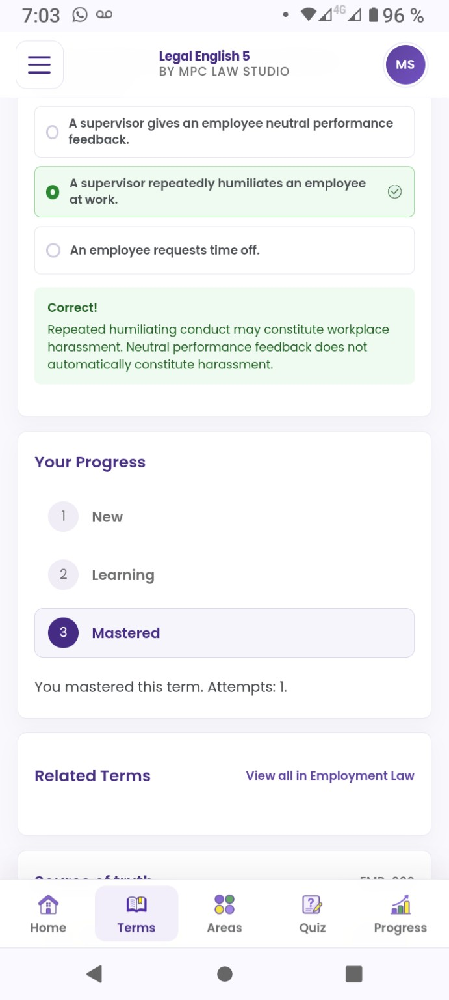 7:03
4G
96 %
Legal English 5
BY MPC LAW STUDIO
MS
A supervisor gives an employee neutral performance
feedback.
A supervisor repeatedly humiliates an employee
at work.
An employee requests time off.
Correct!
Repeated humiliating conduct may constitute workplace
harassment. Neutral performance feedback does not
automatically constitute harassment.
Your Progress
1 New
2 Learning
3 Mastered
You mastered this term. Attempts: 1.
Related Terms
View all in Employment Law
Source of truth
Home
Terms
Areas
Quiz
Progress